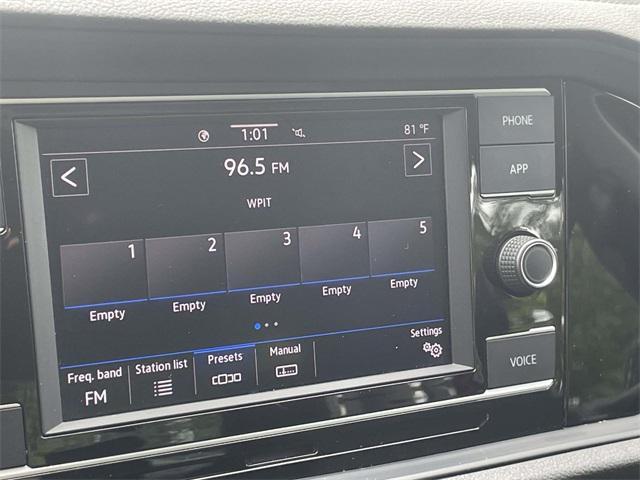 1:01
81 °F
96.5 FM
WPIT
1 2 3 4 5
Empty Empty Empty Empty Empty
Freq. band Station list Presets Manual Settings
FM
PHONE
APP
VOICE